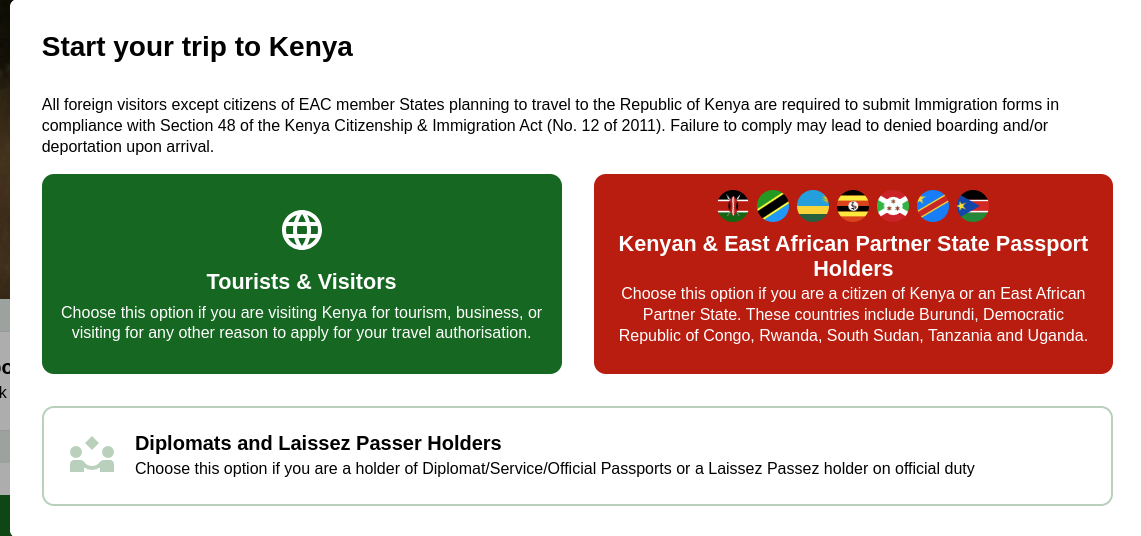 Start your trip to Kenya
All foreign visitors except citizens of EAC member States planning to travel to the Republic of Kenya are required to submit Immigration forms in
compliance with Section 48 of the Kenya Citizenship & Immigration Act (No. 12 of 2011). Failure to comply may lead to denied boarding and/or
deportation upon arrival.
Tourists & Visitors
Choose this option if you are visiting Kenya for tourism, business, or
visiting for any other reason to apply for your travel authorisation.
Kenyan & East African Partner State Passport
Holders
Choose this option if you are a citizen of Kenya or an East African
Partner State. These countries include Burundi, Democratic
Republic of Congo, Rwanda, South Sudan, Tanzania and Uganda.
Diplomats and Laissez Passer Holders
Choose this option if you are a holder of Diplomat/Service/Official Passports or a Laissez Passez holder on official duty